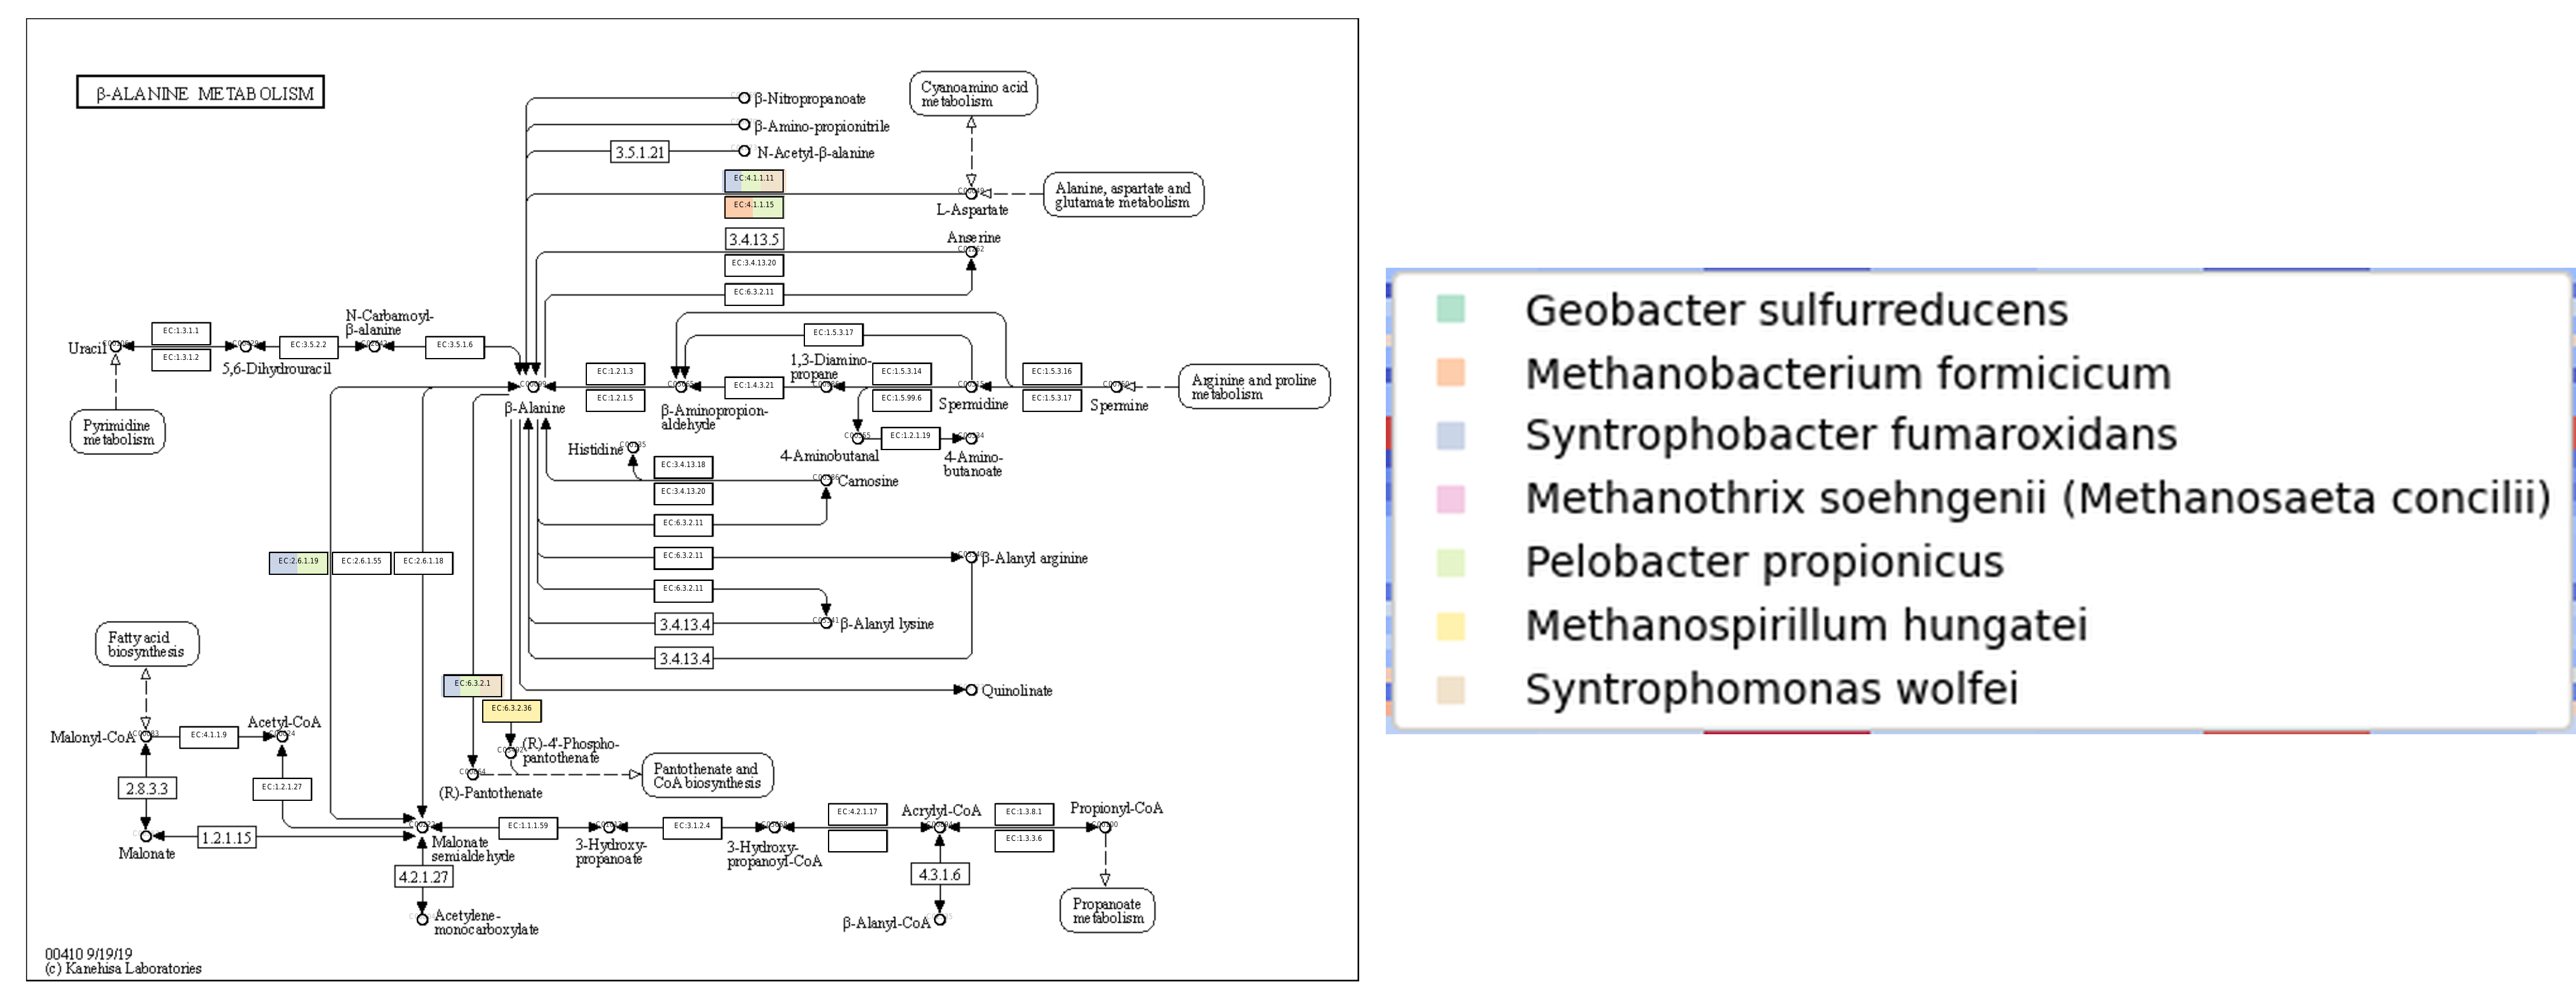 β-ALANINE METABOLISM
β-Nitropropanoate
β-Amino-propionitrile
3.5.1.21
N-Acetyl-β-alanine
Cyanoamino acid
metabolism
EC:4.1.1.11
EC:4.1.1.15
L-Aspartate
Alanine, aspartate and
glutamate metabolism
3.4.13.5
Anserine
EC:3.4.13.20
EC:6.3.2.11
Uracil
EC:1.3.1.1
EC:1.3.1.2
5,6-Dihydrouracil
EC:3.5.2.2
N-Carbamoyl-
β-alanine
EC:3.5.1.6
Pyrimidine
metabolism
β-Alanine
EC:1.2.1.3
EC:1.2.1.5
β-Aminopropion-
aldehyde
EC:1.4.3.21
EC:1.5.3.17
1,3-Diamino-
propane
EC:1.5.3.14
EC:1.5.99.6
Spermidine
EC:1.5.3.16
EC:1.5.3.17
Spermine
Arginine and proline
metabolism
4-Aminobutanal
EC:1.2.1.19
4-Amino-
butanoate
Histidine
EC:3.4.13.18
EC:3.4.13.20
Carnosine
EC:6.3.2.11
EC:6.3.2.11
β-Alanyl arginine
EC:6.3.2.11
3.4.13.4
β-Alanyl lysine
3.4.13.4
Quinolinate
EC:2.6.1.19
EC:2.6.1.55
EC:2.6.1.18
Fatty acid
biosynthesis
EC:6.3.2.1
EC:6.3.2.36
(R)-4'-Phospho-
pantothenate
(R)-Pantothenate
Pantothenate and
CoA biosynthesis
Malonyl-CoA
EC:4.1.1.9
Acetyl-CoA
2.8.3.3
EC:1.2.1.27
Malonate
1.2.1.15
Malonate
semialdehyde
EC:1.1.1.59
3-Hydroxy-
propanoate
EC:3.1.2.4
3-Hydroxy-
propanoyl-CoA
EC:4.2.1.17
Acrylyl-CoA
EC:1.3.8.1
EC:1.3.3.6
Propionyl-CoA
4.2.1.27
Acetylene-
monocarboxylate
4.3.1.6
β-Alanyl-CoA
Propanoate
metabolism
00410 9/19/19
(c) Kanehisa Laboratories
Geobacter sulfurreducens
Methanobacterium formicicum
Syntrophobacter fumaroxidans
Methanothrix soehngenii (Methanosaeta concilii)
Pelobacter propionicus
Methanospirillum hungatei
Syntrophomonas wolfei